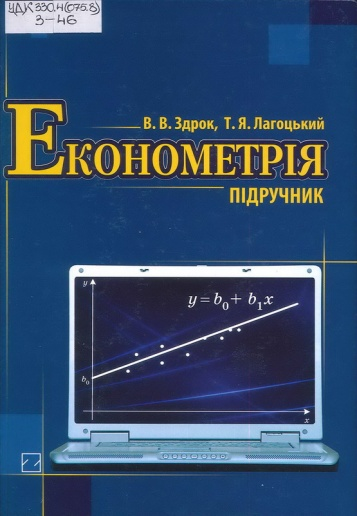 УДК 330.4(075.8)
З-46
В. В. Здрок, Т. Я. Лагоцький
ЕКОНОМЕТРІЯ
ПІДРУЧНИК
y
y = b₀ + b₁x
b₀
x